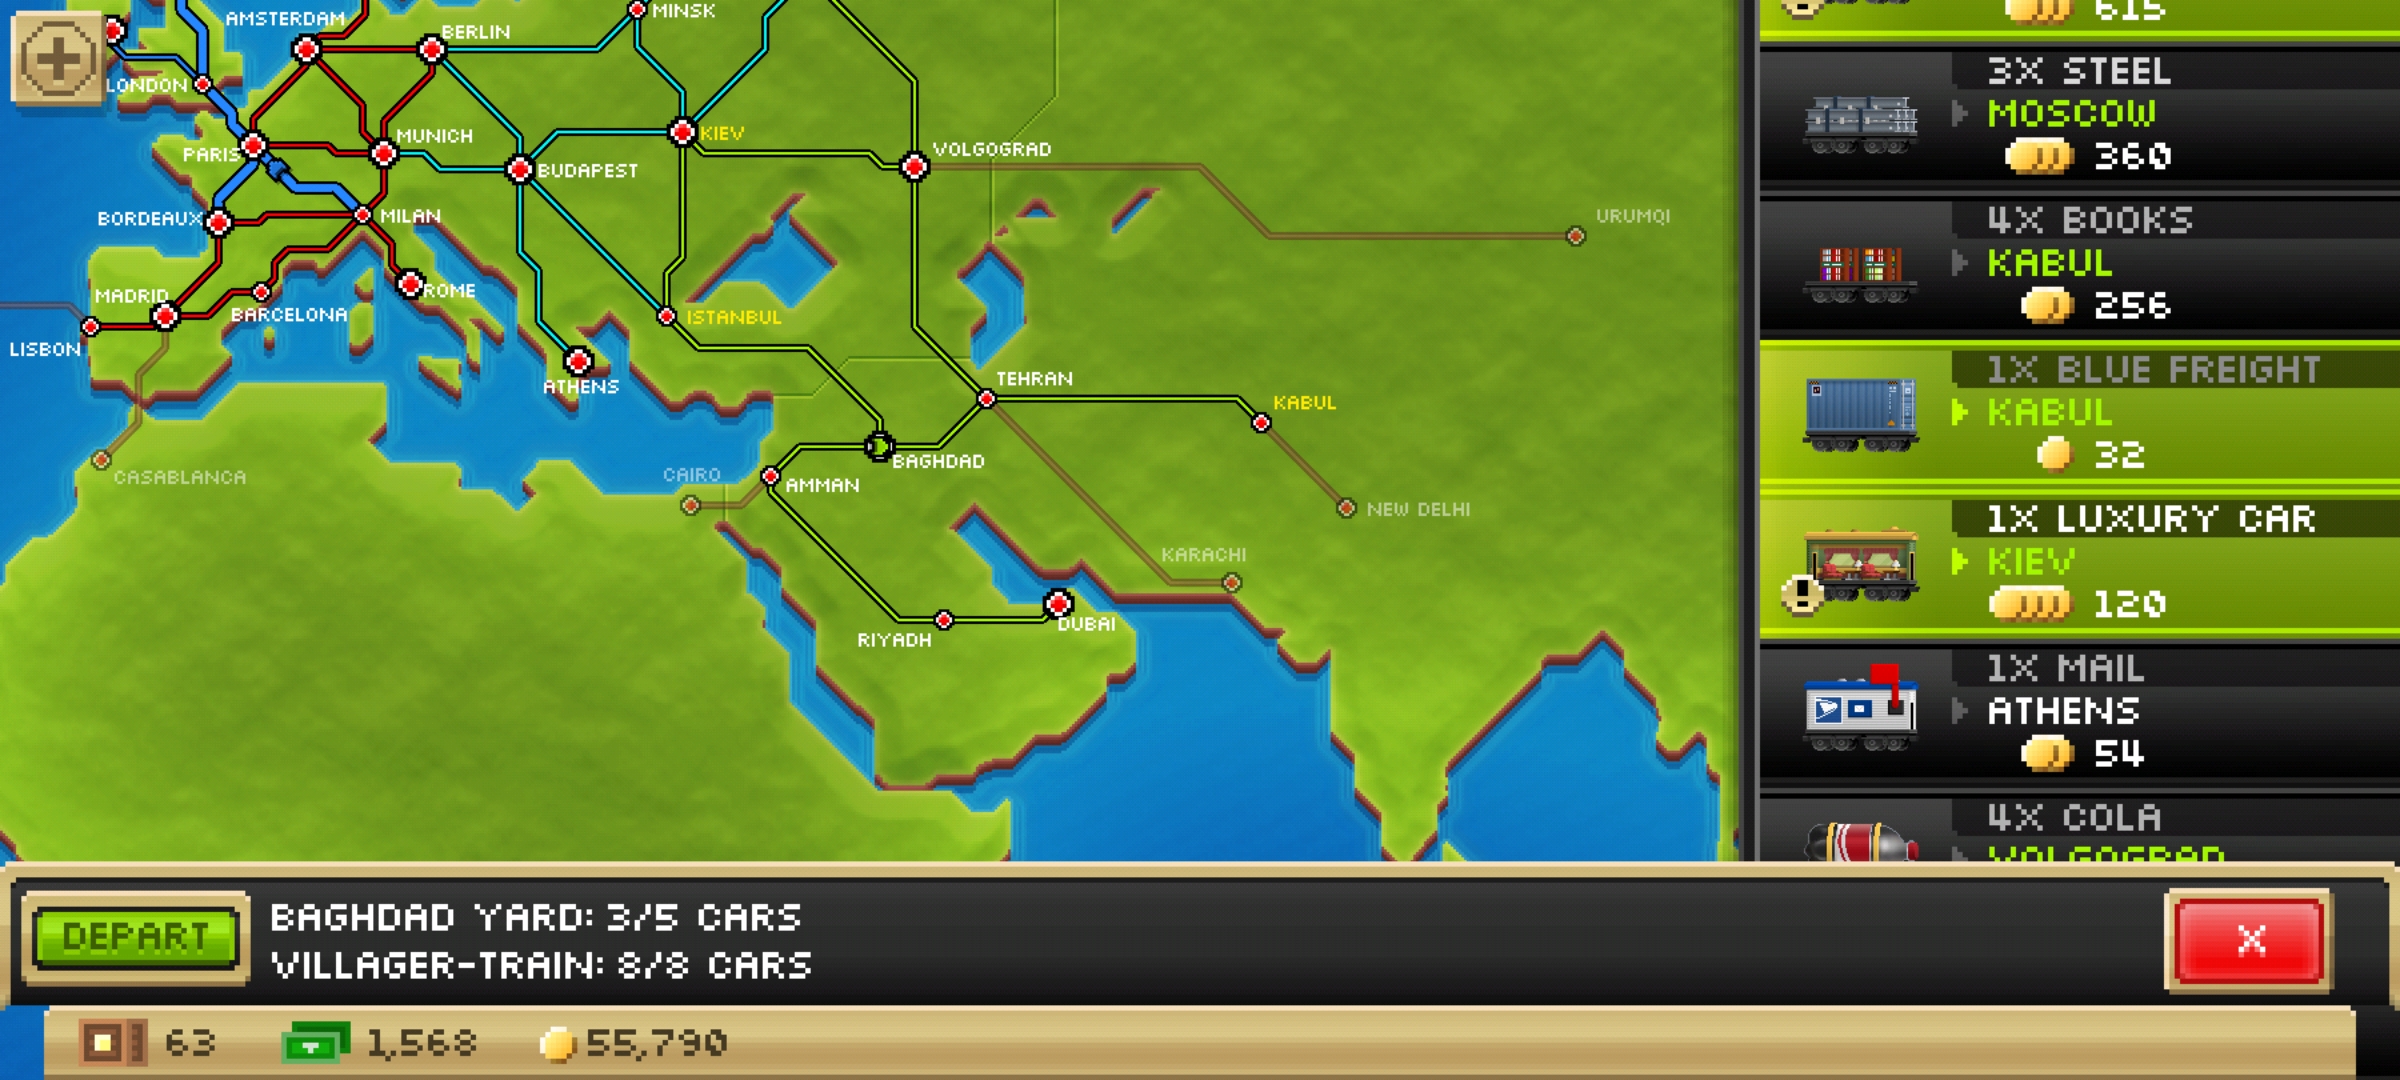 AMSTERDAM
BERLIN
MINSK
LONDON
PARIS
MUNICH
BUDAPEST
KIEV
VOLGOGRAD
URUMQI
BORDEAUX
MILAN
MADRID
ROME
BARCELONA
LISBON
ISTANBUL
ATHENS
TEHRAN
KABUL
BAGHDAD
CASABLANCA
CAIRO
AMMAN
NEW DELHI
KARACHI
RIYADH
DUBAI
615
3X STEEL
MOSCOW
360
4X BOOKS
KABUL
256
1X BLUE FREIGHT
KABUL
32
1X LUXURY CAR
KIEV
120
1X MAIL
ATHENS
54
4X COLA
VOLGOGRAD
DEPART
BAGHDAD YARD: 3/5 CARS
VILLAGER-TRAIN: 8/8 CARS
X
63
1,568
55,790